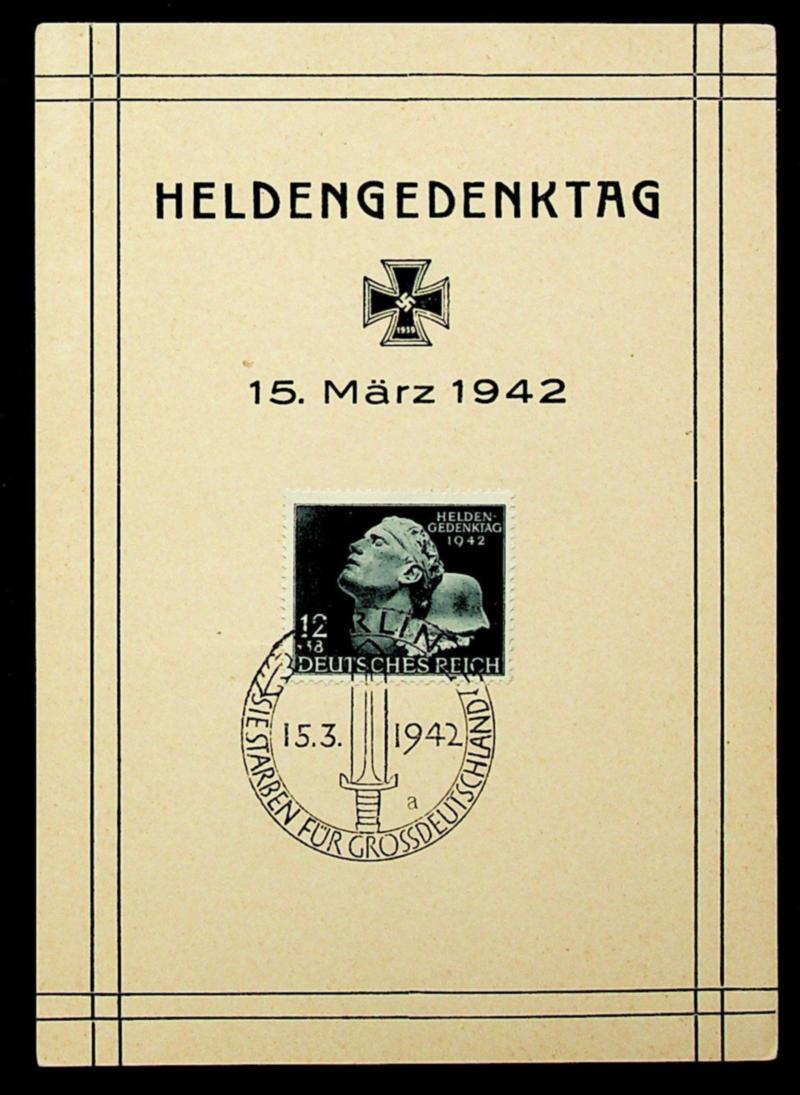 HELDENGEDENKTAG
1939
15. März 1942
HELDEN-
GEDENKTAG
1942
12
+38
DEUTSCHES REICH
BERLIN
15.3. 1942
a
SIE STARBEN FÜR GROSSDEUTSCHLAND